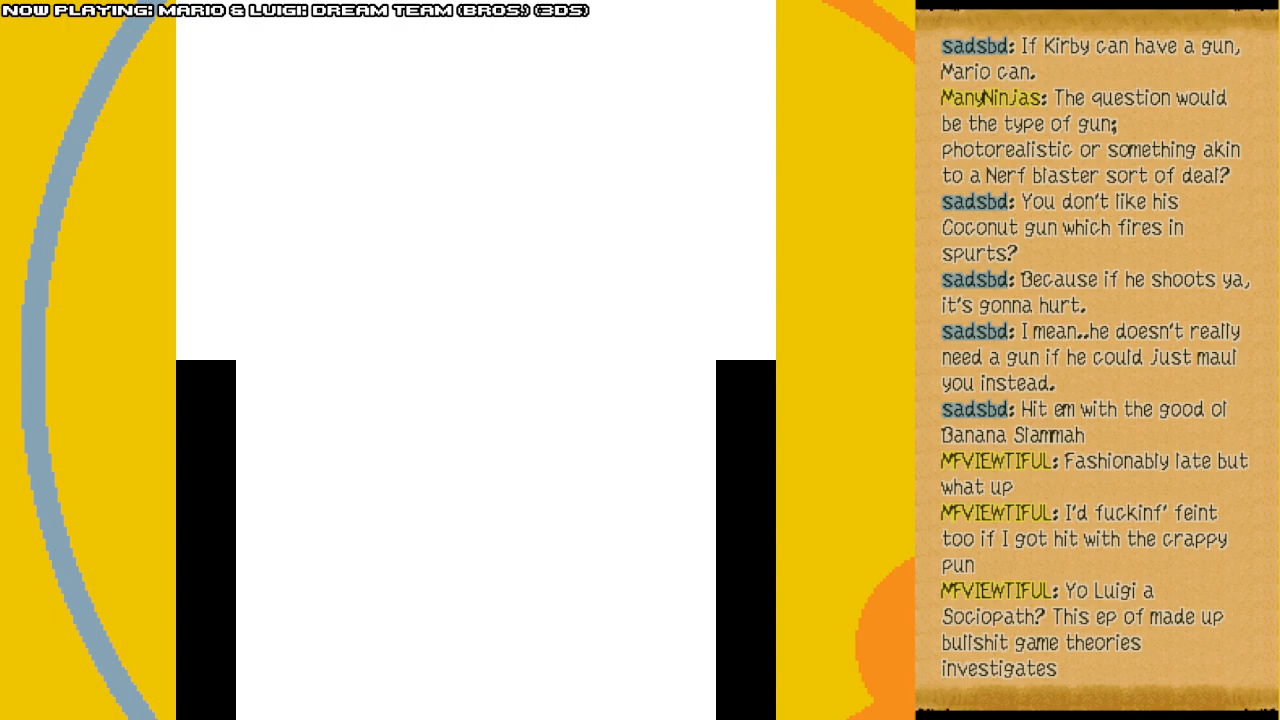 NOW PLAYING: MARIO & LUIGI: DREAM TEAM (BROS.) (3DS)
sadsbd: If Kirby can have a gun,
Mario can.
ManyNinjas: The question would
be the type of gun;
photorealistic or something akin
to a Nerf blaster sort of deal?
sadsbd: You don't like his
Coconut gun which fires in
spurts?
sadsbd: Because if he shoots ya,
it's gonna hurt.
sadsbd: I mean..he doesn't really
need a gun if he could just maul
you instead.
sadsbd: Hit em with the good ol
Banana Slammah
MFVIEWTIFUL: Fashionably late but
what up
MFVIEWTIFUL: I'd fuckinf' feint
too if I got hit with the crappy
pun
MFVIEWTIFUL: Yo Luigi a
Sociopath? This ep of made up
bullshit game theories
investigates